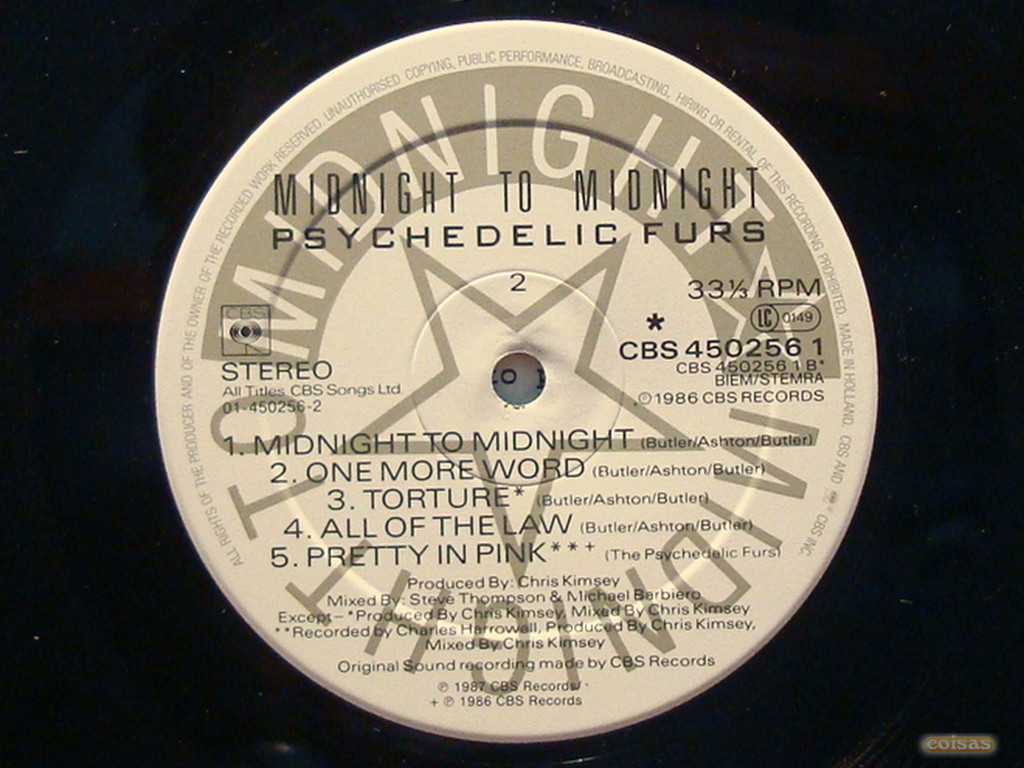 ALL RIGHTS OF THE PRODUCER AND OF THE OWNER OF THE RECORDED WORK RESERVED. UNAUTHORISED COPYING, PUBLIC PERFORMANCE, BROADCASTING, HIRING OR RENTAL OF THIS RECORDING PROHIBITED. MADE IN HOLLAND. CBS AND CBS INC.
MIDNIGHT TO MIDNIGHT
MIDNIGHT TO MIDNIGHT
PSYCHEDELIC FURS
2
33⅓ RPM
CBS
LC 0149
*
CBS 450256 1
STEREO
CBS 450256 1 B*
BIEM/STEMRA
All Titles CBS Songs Ltd.
℗©1986 CBS RECORDS
01-450256-2
1. MIDNIGHT TO MIDNIGHT (Butler/Ashton/Butler)
2. ONE MORE WORD (Butler/Ashton/Butler)
3. TORTURE* (Butler/Ashton/Butler)
4. ALL OF THE LAW (Butler/Ashton/Butler)
5. PRETTY IN PINK**+ (The Psychedelic Furs)
Produced By: Chris Kimsey
Mixed By: Steve Thompson & Michael Barbiero
Except – *Produced By Chris Kimsey, Mixed By Chris Kimsey
**Recorded by Charles Harrowall, Produced By Chris Kimsey,
Mixed By Chris Kimsey
Original Sound recording made by CBS Records
℗ 1987 CBS Records/
+ ℗ 1986 CBS Records
coisas